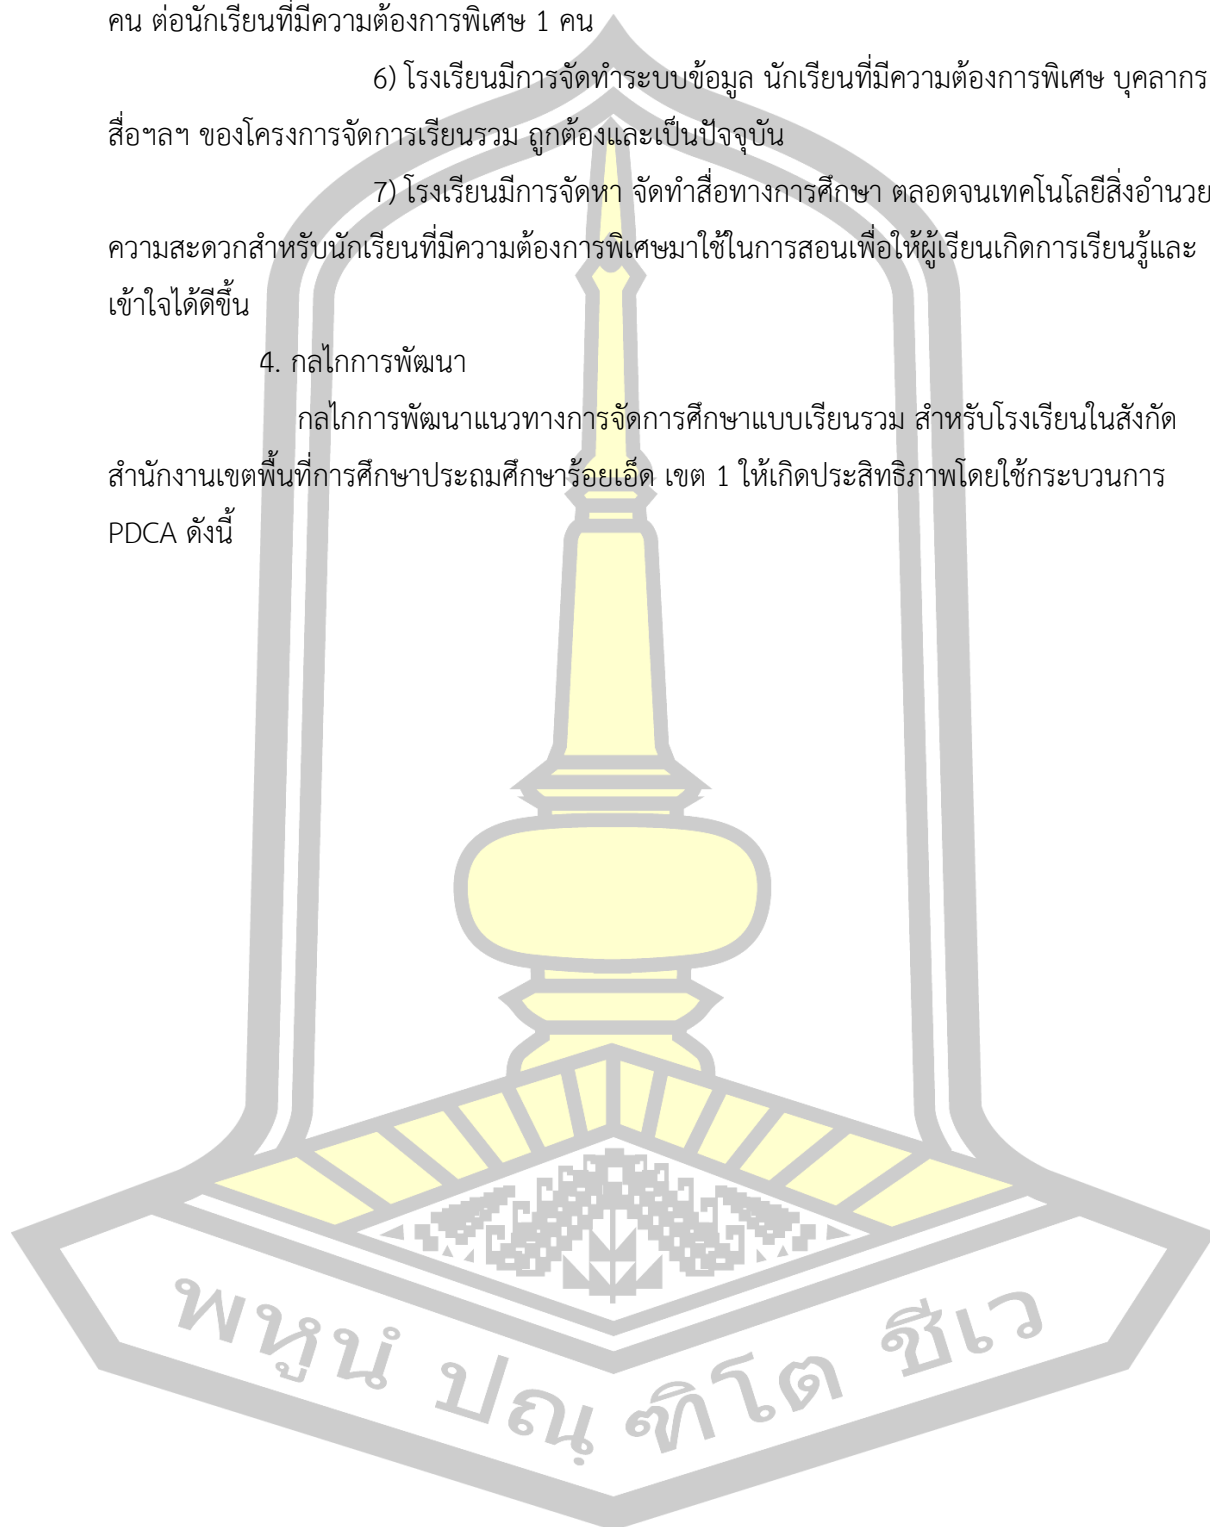 คน ต่อนักเรียนที่มีความต้องการพิเศษ 1 คน
6) โรงเรียนมีการจัดทำระบบข้อมูล นักเรียนที่มีความต้องการพิเศษ บุคลากร
สื่อฯลฯ ของโครงการจัดการเรียนรวม ถูกต้องและเป็นปัจจุบัน
7) โรงเรียนมีการจัดหา จัดทำสื่อทางการศึกษา ตลอดจนเทคโนโลยีสิ่งอำนวย
ความสะดวกสำหรับนักเรียนที่มีความต้องการพิเศษมาใช้ในการสอนเพื่อให้ผู้เรียนเกิดการเรียนรู้และ
เข้าใจได้ดีขึ้น
4. กลไกการพัฒนา
กลไกการพัฒนาแนวทางการจัดการศึกษาแบบเรียนรวม สำหรับโรงเรียนในสังกัด
สำนักงานเขตพื้นที่การศึกษาประถมศึกษาร้อยเอ็ด เขต 1 ให้เกิดประสิทธิภาพโดยใช้กระบวนการ
PDCA ดังนี้
พหูนํ ปณฺฑิโต ชีเว